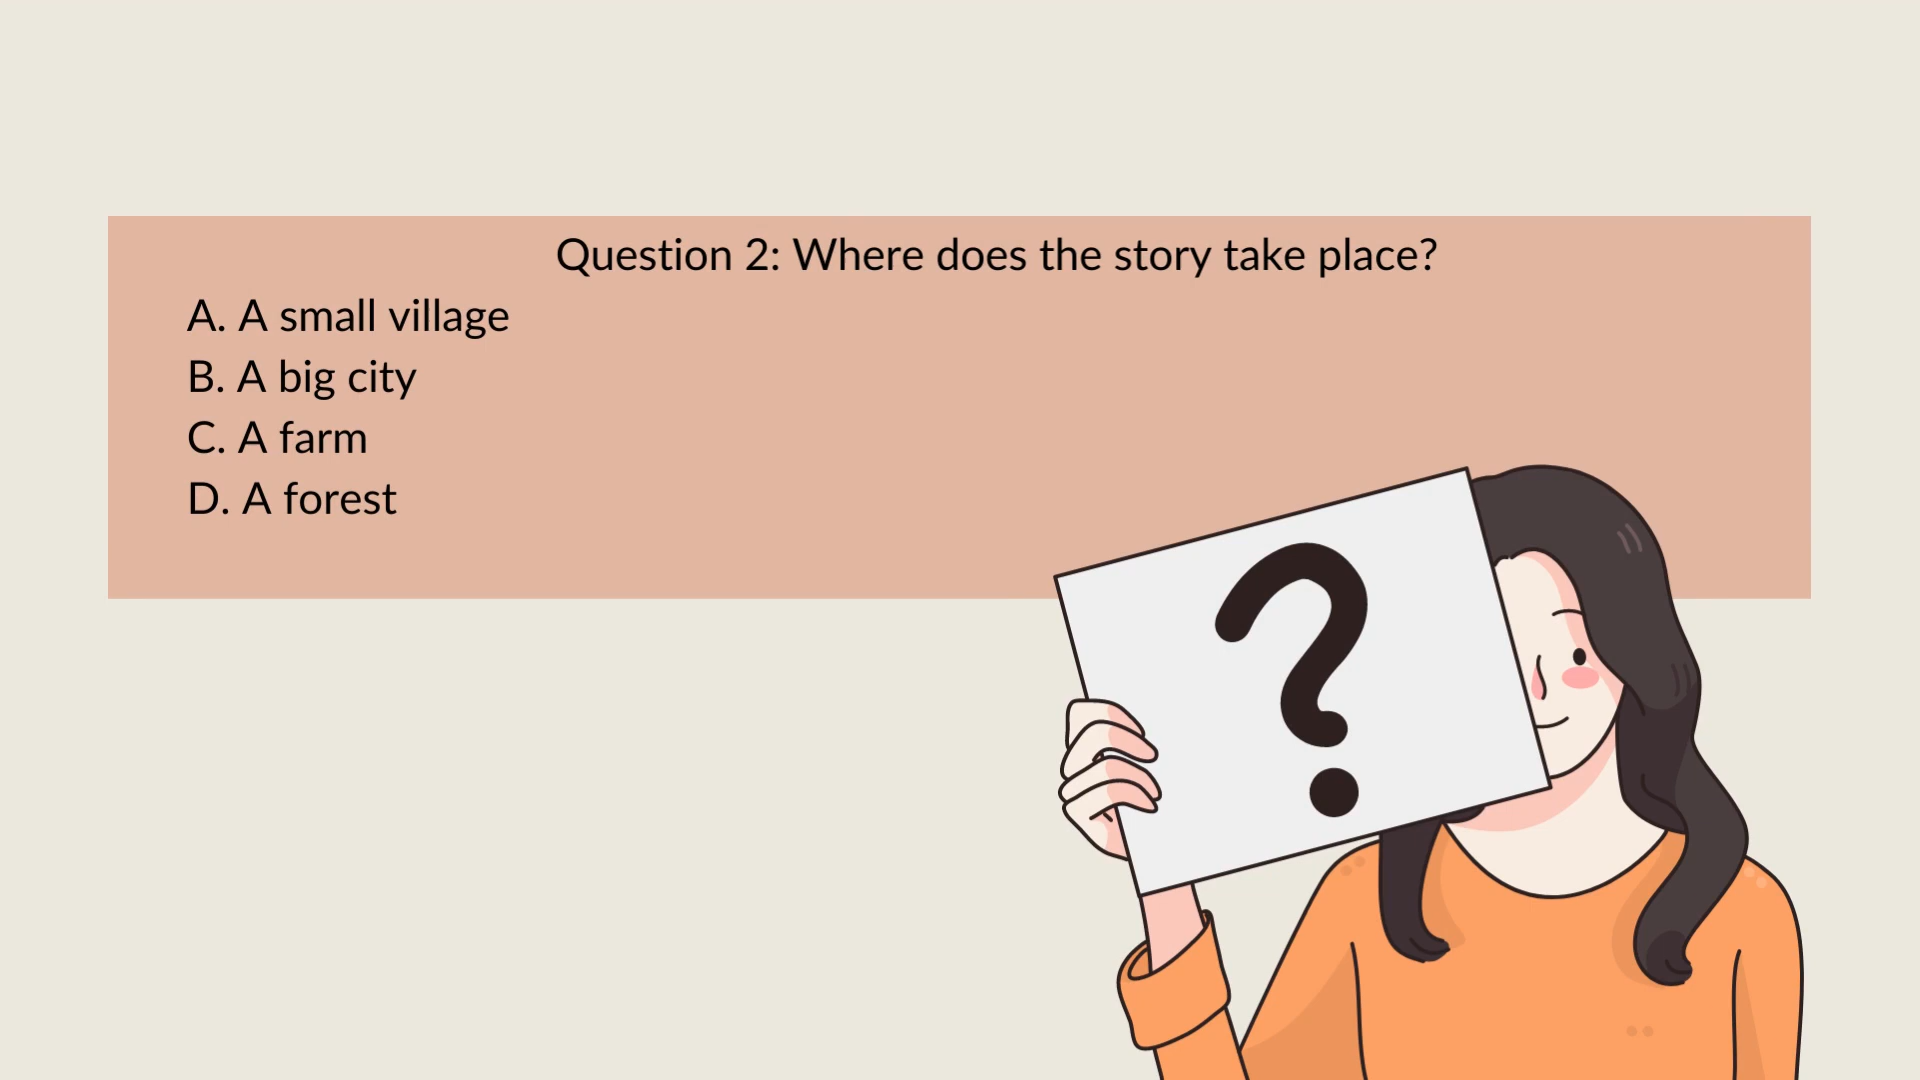 Question 2: Where does the story take place?
A. A small village
B. A big city
C. A farm
D. A forest
?